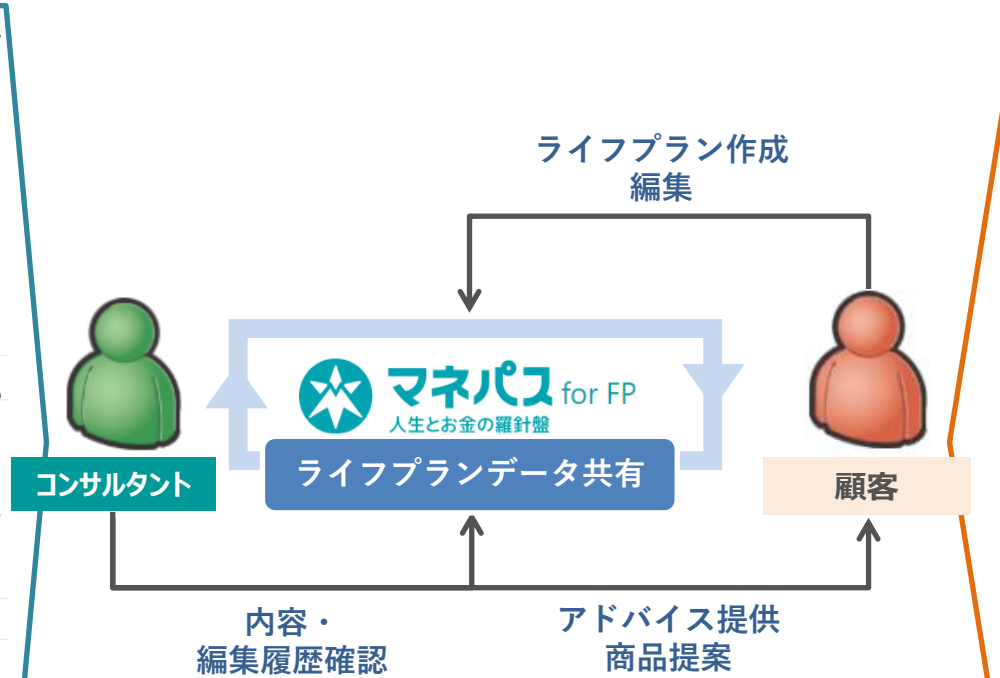 ライフプラン作成
編集
マネパス for FP
人生とお金の羅針盤
ライフプランデータ共有
コンサルタント
顧客
内容・
編集履歴確認
アドバイス提供
商品提案